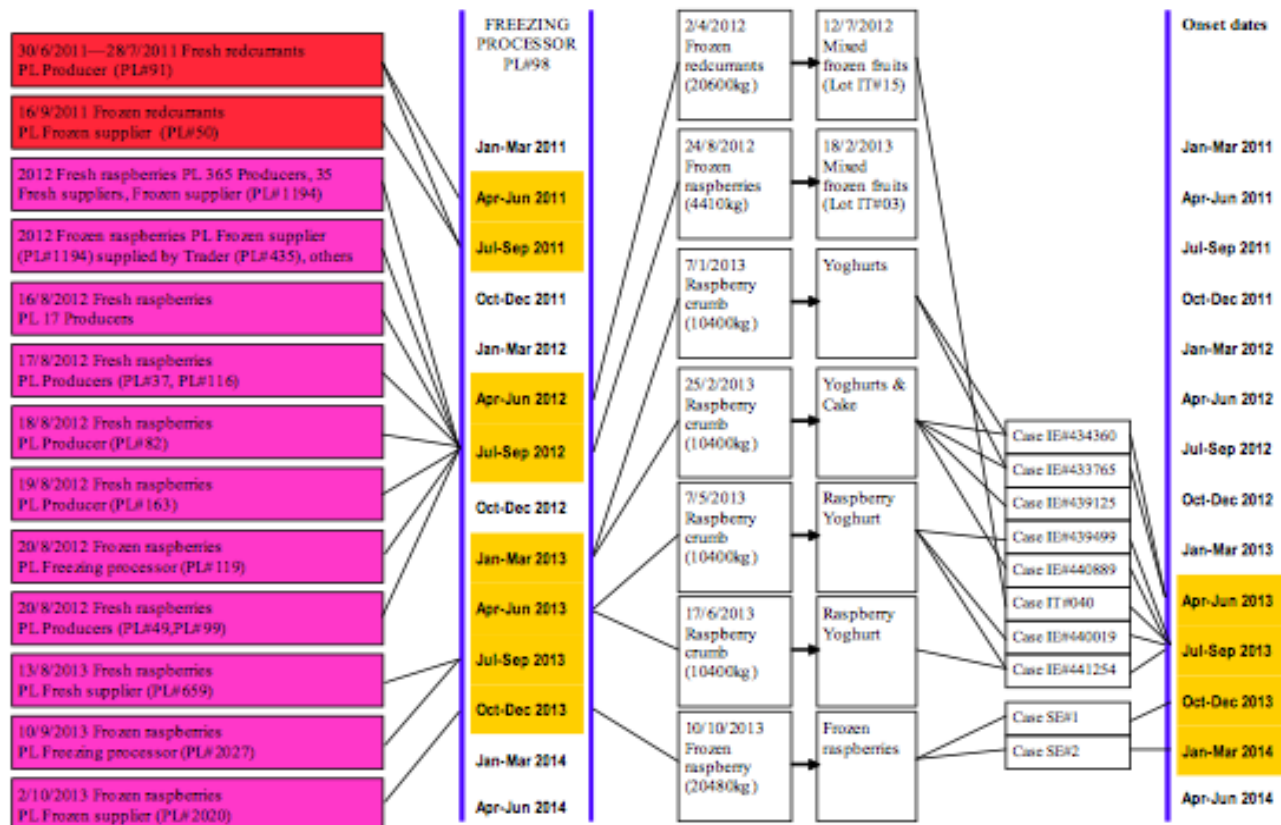 30/6/2011—28/7/2011 Fresh redcurrants
PL Producer (PL#91)
16/9/2011 Frozen redcurrants
PL Frozen supplier (PL#50)
2012 Fresh raspberries PL 365 Producers, 35
Fresh suppliers, Frozen supplier (PL#1194)
2012 Frozen raspberries PL Frozen supplier
(PL#1194) supplied by Trader (PL#435), others
16/8/2012 Fresh raspberries
PL 17 Producers
17/8/2012 Fresh raspberries
PL Producers (PL#37, PL#116)
18/8/2012 Fresh raspberries
PL Producer (PL#82)
19/8/2012 Fresh raspberries
PL Producer (PL#163)
20/8/2012 Frozen raspberries
PL Freezing processor (PL#119)
20/8/2012 Fresh raspberries
PL Producers (PL#49,PL#99)
13/8/2013 Fresh raspberries
PL Fresh supplier (PL#659)
10/9/2013 Fresh raspberries
PL Freezing processor (PL#2027)
2/10/2013 Frozen raspberries
PL Frozen supplier (PL#2020)
FREEZING
PROCESSOR
PL#98
Jan-Mar 2011
Apr-Jun 2011
Jul-Sep 2011
Oct-Dec 2011
Jan-Mar 2012
Apr-Jun 2012
Jul-Sep 2012
Oct-Dec 2012
Jan-Mar 2013
Apr-Jun 2013
Jul-Sep 2013
Oct-Dec 2013
Jan-Mar 2014
Apr-Jun 2014
2/4/2012
Frozen
redcurrants
(20600kg)
24/8/2012
Frozen
raspberries
(4410kg)
7/1/2013
Raspberry
crumb
(10400kg)
25/2/2013
Raspberry
crumb
(10400kg)
7/5/2013
Raspberry
crumb
(10400kg)
17/6/2013
Raspberry
crumb
(10400kg)
10/10/2013
Frozen
raspberry
(20480kg)
12/7/2012
Mixed
frozen fruits
(Lot IT#15)
18/2/2013
Mixed
frozen fruits
(Lot IT#03)
Yoghurts
Yoghurts &
Cake
Raspberry
Yoghurt
Raspberry
Yoghurt
Frozen
raspberries
Case IE#434360
Case IE#433765
Case IE#439125
Case IE#439499
Case IE#440889
Case IT#040
Case IE#440019
Case IE#441254
Case SE#1
Case SE#2
Onset dates
Jan-Mar 2011
Apr-Jun 2011
Jul-Sep 2011
Oct-Dec 2011
Jan-Mar 2012
Apr-Jun 2012
Jul-Sep 2012
Oct-Dec 2012
Jan-Mar 2013
Apr-Jun 2013
Jul-Sep 2013
Oct-Dec 2013
Jan-Mar 2014
Apr-Jun 2014